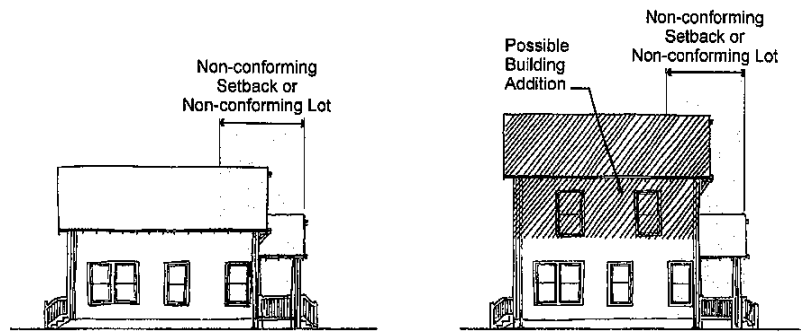 Non-conforming
Setback or
Non-conforming Lot
Possible
Building
Addition
Non-conforming
Setback or
Non-conforming Lot